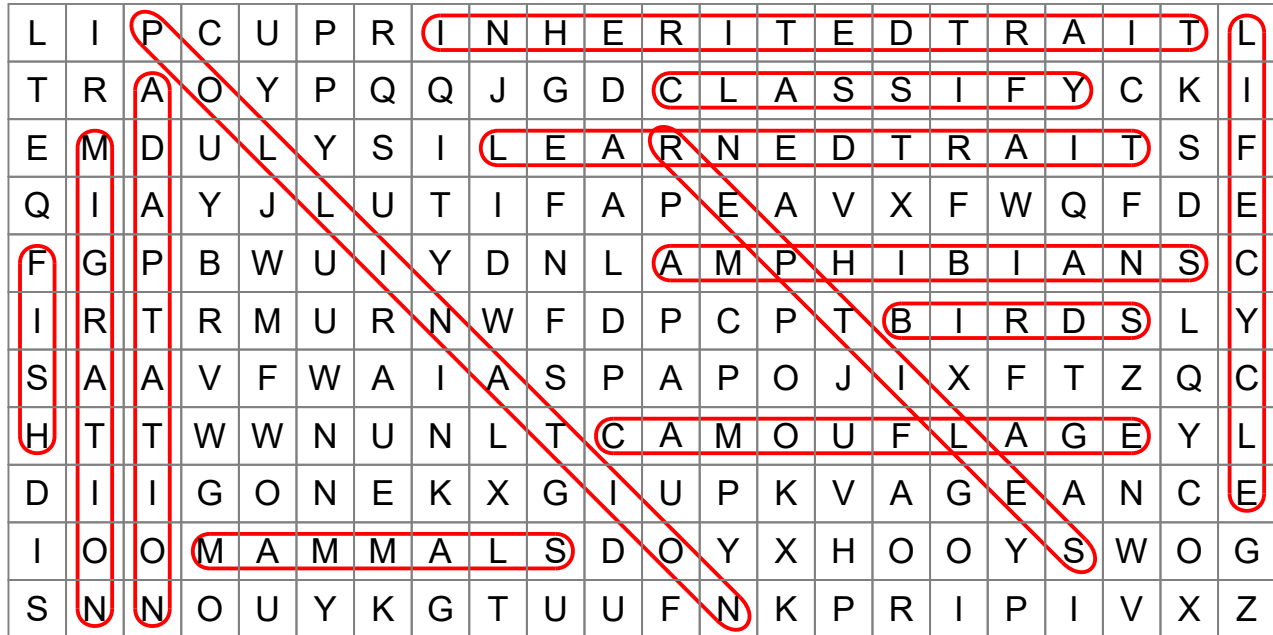 L I P C U P R I N H E R I T E D T R A I T L
T R A O Y P Q Q J G D C L A S S I F Y C K I
E M D U L Y S I L E A R N E D T R A I T S F
Q I A Y J L U T I F A P E A V X F W Q F D E
F G P B W U I Y D N L A M P H I B I A N S C
I R T R M U R N W F D P C P T B I R D S L Y
S A A V F W A I A S P A P O J I X F T Z Q C
H T T W W N U N L T C A M O U F L A G E Y L
D I I G O N E K X G I U P K V A G E A N C E
I O O M A M M A L S D O Y X H O O Y S W O G
S N N O U Y K G T U U F N K P R I P I V X Z